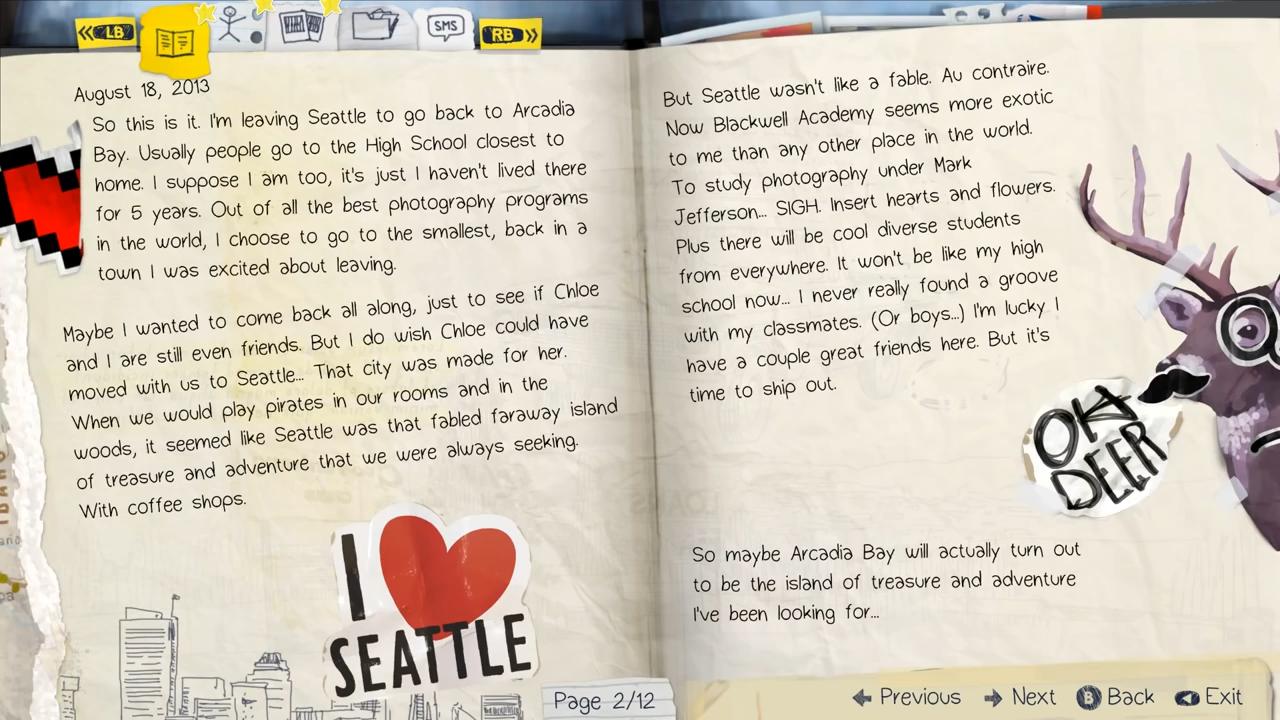 LB
SMS
RB
August 18, 2013
So this is it. I'm leaving Seattle to go back to Arcadia
Bay. Usually people go to the High School closest to
home. I suppose I am too, it's just I haven't lived there
for 5 years. Out of all the best photography programs
in the world, I choose to go to the smallest, back in a
town I was excited about leaving.
Maybe I wanted to come back all along, just to see if Chloe
and I are still even friends. But I do wish Chloe could have
moved with us to Seattle... That city was made for her.
When we would play pirates in our rooms and in the
woods, it seemed like Seattle was that fabled faraway island
of treasure and adventure that we were always seeking.
With coffee shops.
I
SEATTLE
But Seattle wasn't like a fable. Au contraire.
Now Blackwell Academy seems more exotic
to me than any other place in the world.
To study photography under Mark
Jefferson... SIGH. Insert hearts and flowers.
Plus there will be cool diverse students
from everywhere. It won't be like my high
school now... I never really found a groove
with my classmates. (Or boys...) I'm lucky I
have a couple great friends here. But it's
time to ship out.
OH
DEER
So maybe Arcadia Bay will actually turn out
to be the island of treasure and adventure
I've been looking for...
Page 2/12
Previous Next B Back Exit